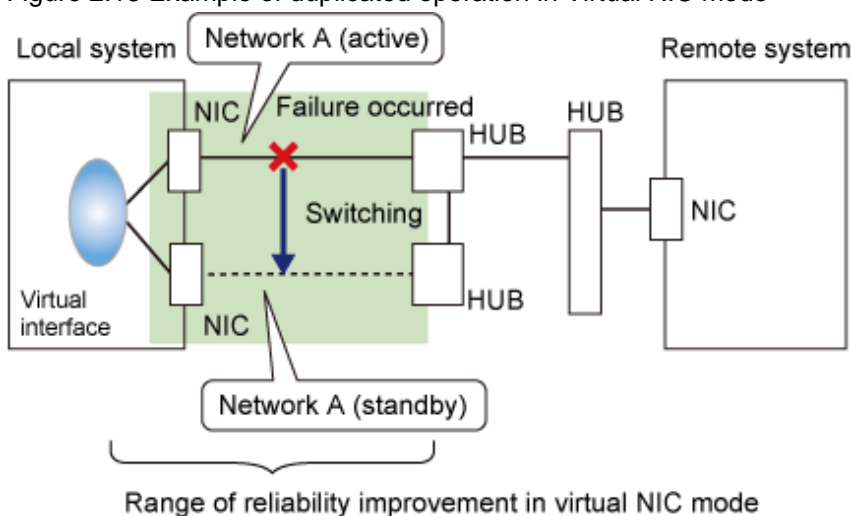 Local system
Network A (active)
Remote system
NIC
Failure occurred
HUB
HUB
Switching
NIC
Virtual
interface
NIC
HUB
Network A (standby)
Range of reliability improvement in virtual NIC mode